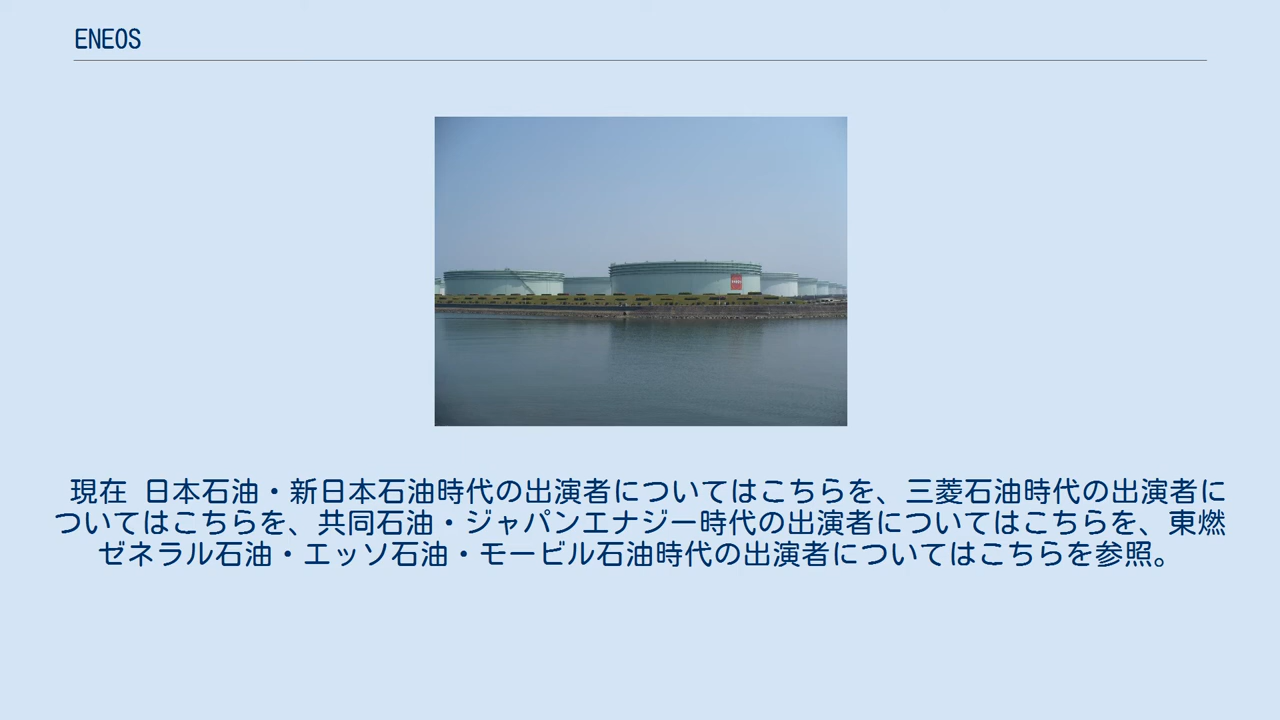 ENEOS
現在 日本石油・新日本石油時代の出演者についてはこちらを、三菱石油時代の出演者に
ついてはこちらを、共同石油・ジャパンエナジー時代の出演者についてはこちらを、東燃
ゼネラル石油・エッソ石油・モービル石油時代の出演者についてはこちらを参照。